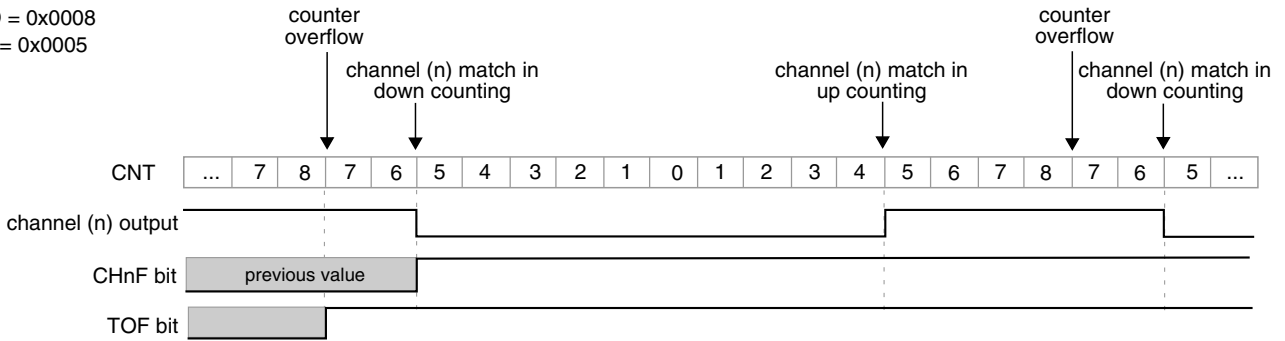 = 0x0008
= 0x0005
counter
overflow
channel (n) match in
down counting
channel (n) match in
up counting
counter
overflow
channel (n) match in
down counting
CNT ... 7 8 7 6 5 4 3 2 1 0 1 2 3 4 5 6 7 8 7 6 5 ...
channel (n) output
CHnF bit previous value
TOF bit